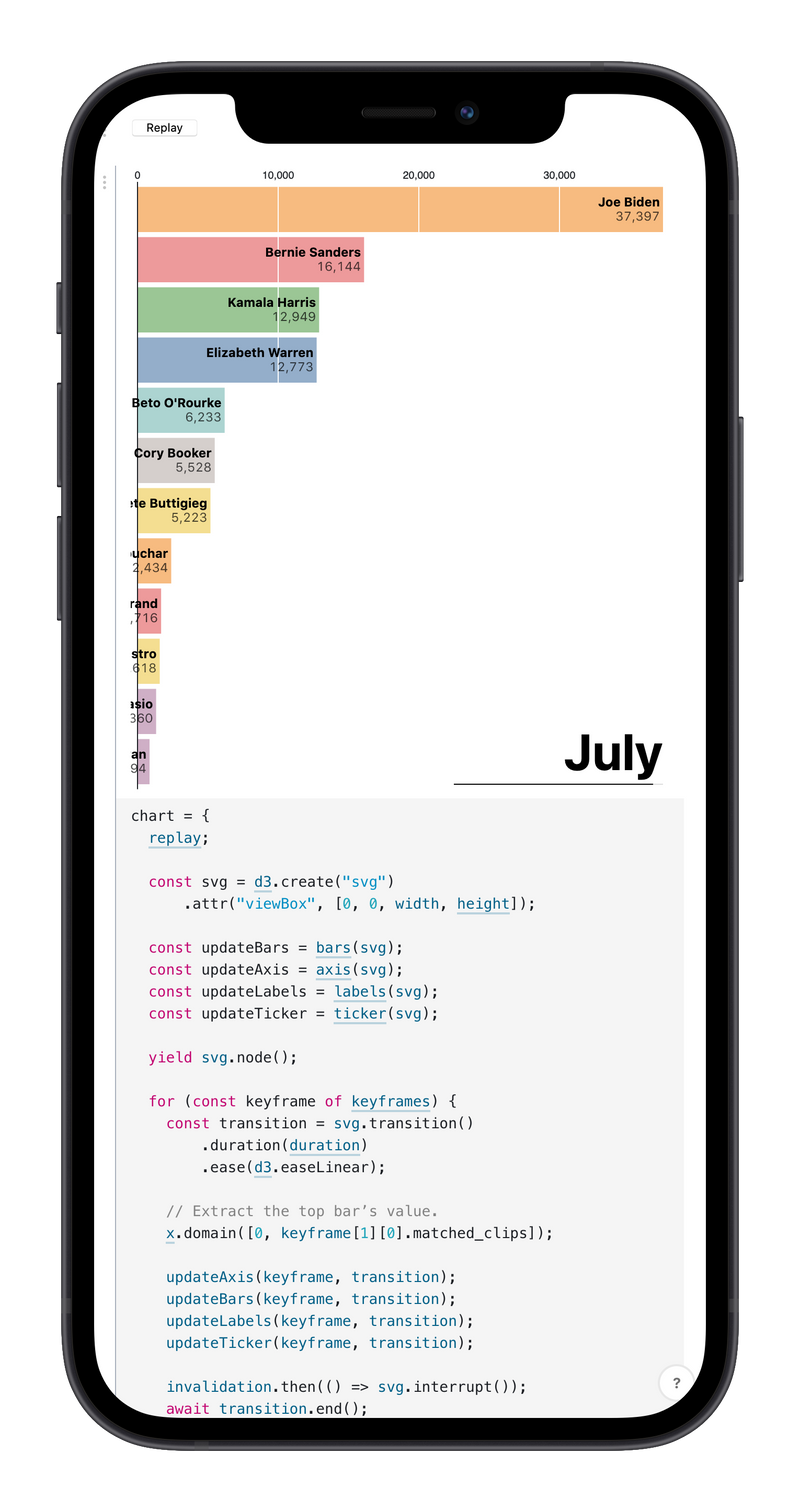 Replay
0 10,000 20,000 30,000
Joe Biden
37,397
Bernie Sanders
16,144
Kamala Harris
12,949
Elizabeth Warren
12,773
Beto O'Rourke
6,233
Cory Booker
5,528
ete Buttigieg
5,223
uchar
2,434
rand
,716
stro
618
asio
360
an
94
July
chart = {
replay;
const svg = d3.create("svg")
.attr("viewBox", [0, 0, width, height]);
const updateBars = bars(svg);
const updateAxis = axis(svg);
const updateLabels = labels(svg);
const updateTicker = ticker(svg);
yield svg.node();
for (const keyframe of keyframes) {
const transition = svg.transition()
.duration(duration)
.ease(d3.easeLinear);
// Extract the top bar’s value.
x.domain([0, keyframe[1][0].matched_clips]);
updateAxis(keyframe, transition);
updateBars(keyframe, transition);
updateLabels(keyframe, transition);
updateTicker(keyframe, transition);
invalidation.then(() => svg.interrupt());
await transition.end();
?